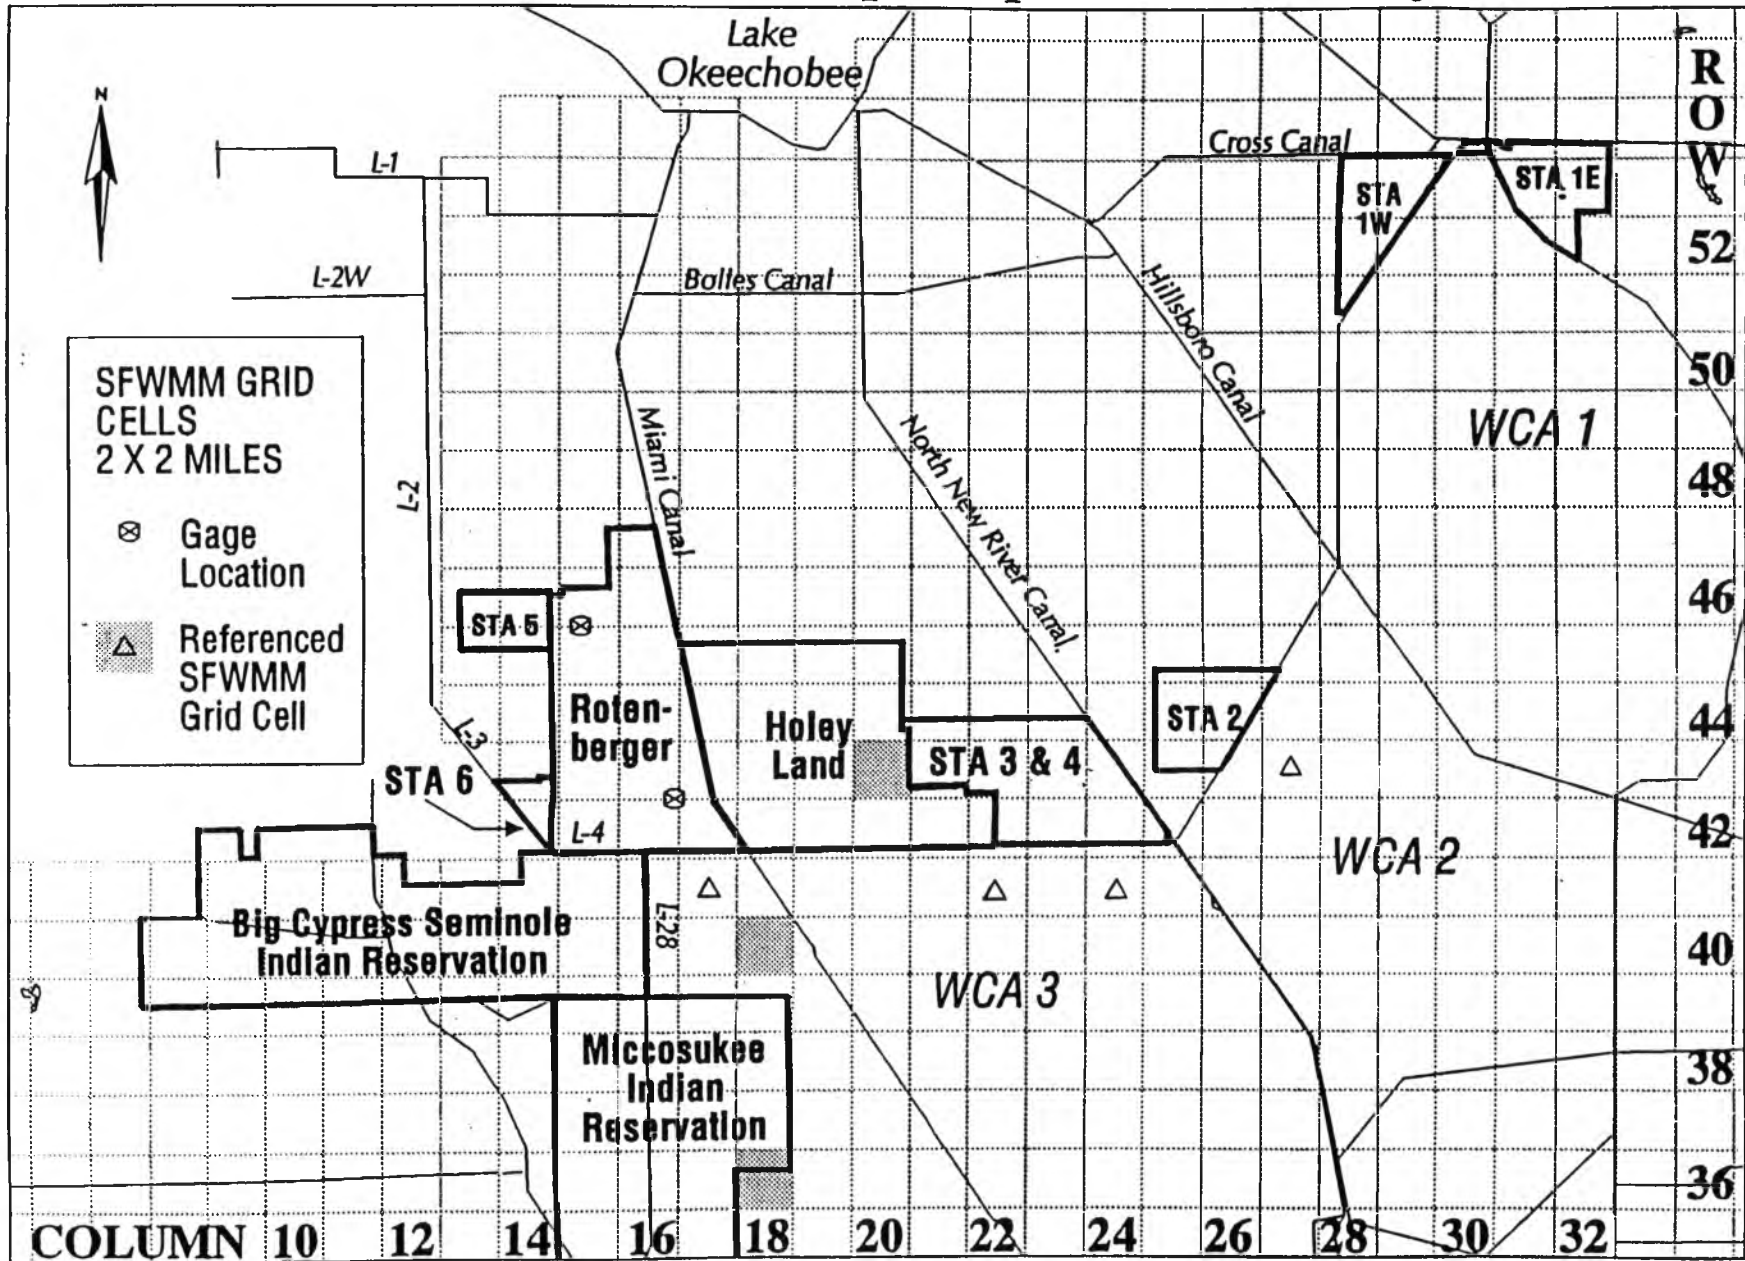 Lake
Okeechobee
N
R
O
W
Cross Canal
L-1
STA
1W
STA 1E
52
L-2W
Bolles Canal
Hillsboro Canal
SFWMM GRID
CELLS
2 X 2 MILES
Gage
Location
Referenced
SFWMM
Grid Cell
50
WCA 1
Miami Canal
North New River Canal.
L-2
48
46
STA 5
Roten-
berger
Holey
Land
STA 2
44
L-3
STA 6
STA 3 & 4
L-4
42
WCA 2
Big Cypress Seminole
Indian Reservation
L-28
40
WCA 3
Miccosukee
Indian
Reservation
38
36
COLUMN 10 12 14 16 18 20 22 24 26 28 30 32